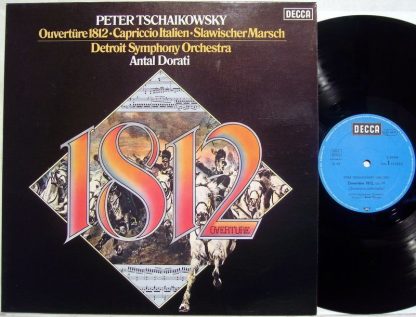 PETER TSCHAIKOWSKY
DECCA
Ouvertüre 1812 · Capriccio Italien · Slawischer Marsch
Detroit Symphony Orchestra
Antal Dorati
1812
OVERTURE
DECCA